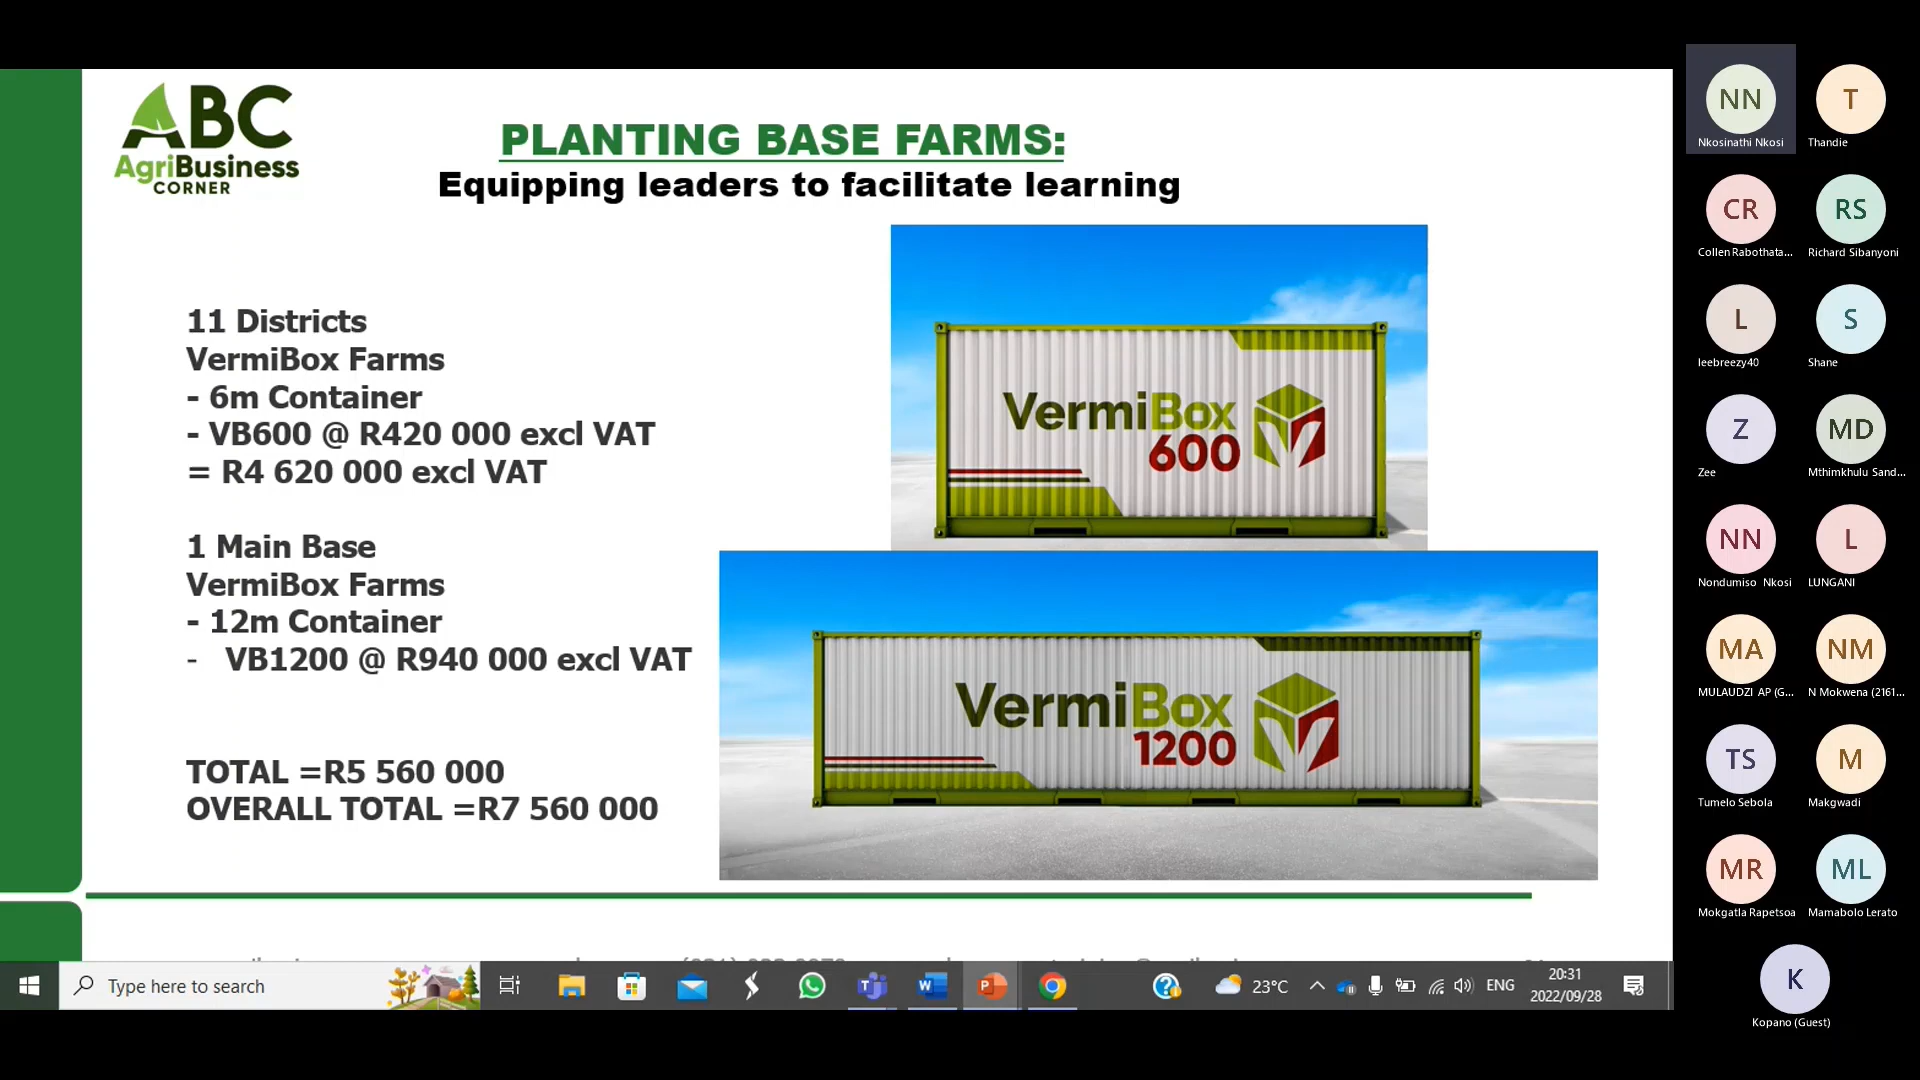 ABC
AgriBusiness
CORNER
PLANTING BASE FARMS:
Equipping leaders to facilitate learning
11 Districts
VermiBox Farms
- 6m Container
- VB600 @ R420 000 excl VAT
= R4 620 000 excl VAT
1 Main Base
VermiBox Farms
- 12m Container
- VB1200 @ R940 000 excl VAT
TOTAL =R5 560 000
OVERALL TOTAL =R7 560 000
VermiBox
600
VermiBox
1200
Type here to search
W
P
23°C
ENG
20:31
2022/09/28
NN
Nkosinathi Nkosi
T
Thandie
CR
Collen Rabothata...
RS
Richard Sibanyoni
L
leebreezy40
S
Shane
Z
Zee
MD
Mthimkhulu Sand...
NN
Nondumiso Nkosi
L
LUNGANI
MA
MULAUDZI AP (G...
NM
N Mokwena (2161...
TS
Tumelo Sebola
M
Makgwadi
MR
Mokgatla Rapetsoa
ML
Mamabolo Lerato
K
Kopano (Guest)